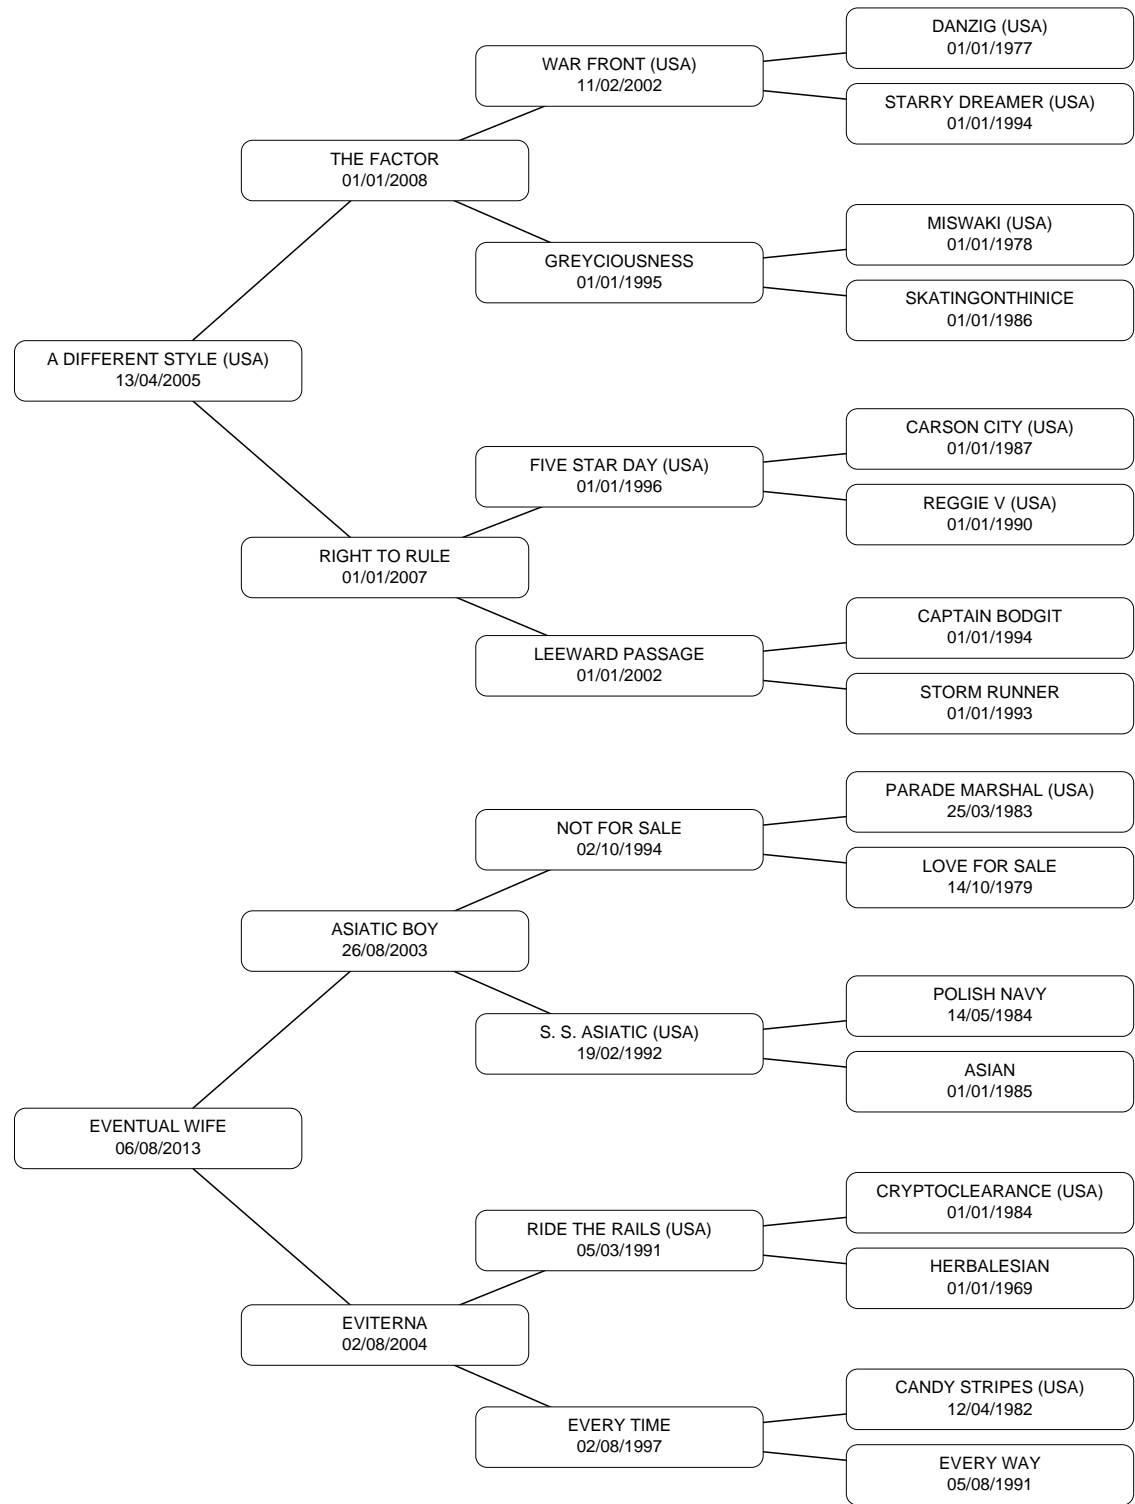 DANZIG (USA)
01/01/1977
WAR FRONT (USA)
11/02/2002
STARRY DREAMER (USA)
01/01/1994
THE FACTOR
01/01/2008
MISWAKI (USA)
01/01/1978
GREYCIOUSNESS
01/01/1995
SKATINGONTHINICE
01/01/1986
A DIFFERENT STYLE (USA)
13/04/2005
CARSON CITY (USA)
01/01/1987
FIVE STAR DAY (USA)
01/01/1996
REGGIE V (USA)
01/01/1990
RIGHT TO RULE
01/01/2007
CAPTAIN BODGIT
01/01/1994
LEEWARD PASSAGE
01/01/2002
STORM RUNNER
01/01/1993
PARADE MARSHAL (USA)
25/03/1983
NOT FOR SALE
02/10/1994
LOVE FOR SALE
14/10/1979
ASIATIC BOY
26/08/2003
POLISH NAVY
14/05/1984
S. S. ASIATIC (USA)
19/02/1992
ASIAN
01/01/1985
EVENTUAL WIFE
06/08/2013
CRYPTOCLEARANCE (USA)
01/01/1984
RIDE THE RAILS (USA)
05/03/1991
HERBALESIAN
01/01/1969
EVITERNA
02/08/2004
CANDY STRIPES (USA)
12/04/1982
EVERY TIME
02/08/1997
EVERY WAY
05/08/1991